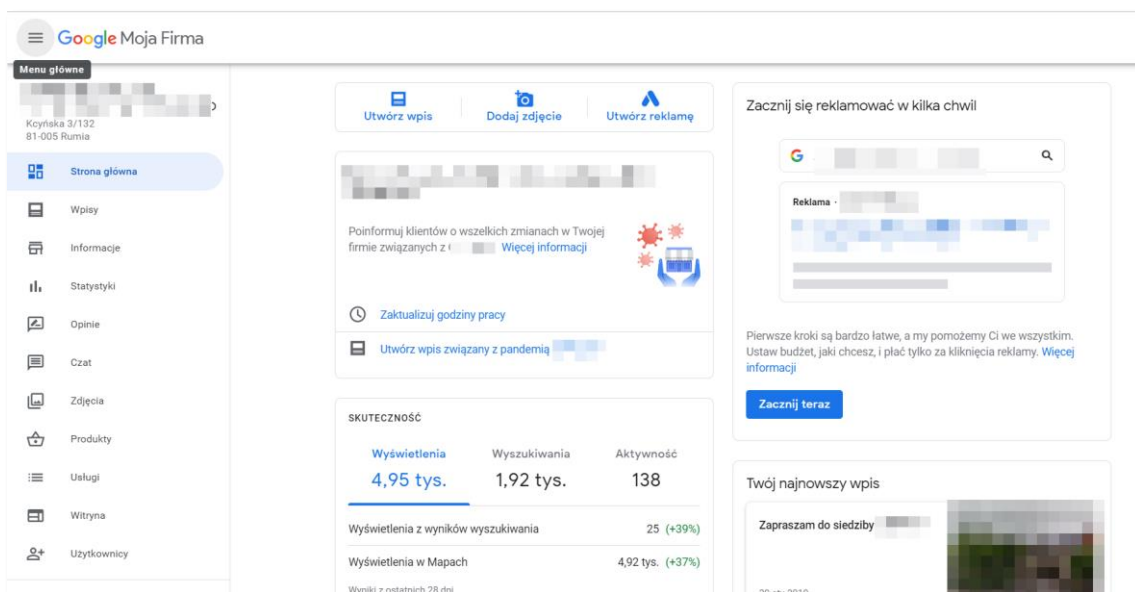 Google Moja Firma
Menu główne
Kcyńska 3/132
81-005 Rumia
Strona główna
Wpisy
Informacje
Statystyki
Opinie
Czat
Zdjęcia
Produkty
Usługi
Witryna
Użytkownicy
Utwórz wpis
Dodaj zdjęcie
Utwórz reklamę
Poinformuj klientów o wszelkich zmianach w Twojej
firmie związanych z Więcej informacji
Zaktualizuj godziny pracy
Utwórz wpis związany z pandemią
SKUTECZNOŚĆ
Wyświetlenia Wyszukiwania Aktywność
4,95 tys. 1,92 tys. 138
Wyświetlenia z wyników wyszukiwania 25 (+39%)
Wyświetlenia w Mapach 4,92 tys. (+37%)
Wyniki z ostatnich 28 dni
Zacznij się reklamować w kilka chwil
G
Reklama ·
Pierwsze kroki są bardzo łatwe, a my pomożemy Ci we wszystkim.
Ustaw budżet, jaki chcesz, i płać tylko za kliknięcia reklamy. Więcej
informacji
Zacznij teraz
Twój najnowszy wpis
Zapraszam do siedziby